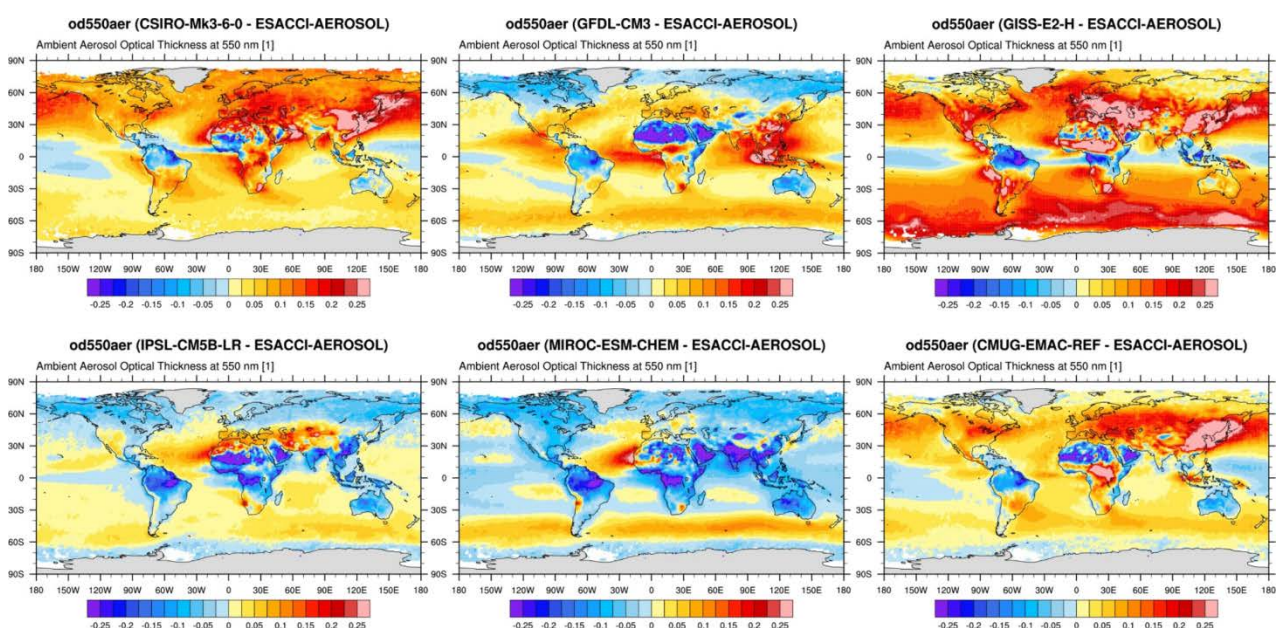 od550aer (CSIRO-Mk3-6-0 - ESACCI-AEROSOL)
Ambient Aerosol Optical Thickness at 550 nm [1]
90N
60N
30N
0
30S
60S
90S
180 150W 120W 90W 60W 30W 0 30E 60E 90E 120E 150E 180
-0.25 -0.2 -0.15 -0.1 -0.05 0 0.05 0.1 0.15 0.2 0.25
od550aer (GFDL-CM3 - ESACCI-AEROSOL)
Ambient Aerosol Optical Thickness at 550 nm [1]
90N
60N
30N
0
30S
60S
90S
180 150W 120W 90W 60W 30W 0 30E 60E 90E 120E 150E 180
-0.25 -0.2 -0.15 -0.1 -0.05 0 0.05 0.1 0.15 0.2 0.25
od550aer (GISS-E2-H - ESACCI-AEROSOL)
Ambient Aerosol Optical Thickness at 550 nm [1]
90N
60N
30N
0
30S
60S
90S
180 150W 120W 90W 60W 30W 0 30E 60E 90E 120E 150E 180
-0.25 -0.2 -0.15 -0.1 -0.05 0 0.05 0.1 0.15 0.2 0.25
od550aer (IPSL-CM5B-LR - ESACCI-AEROSOL)
Ambient Aerosol Optical Thickness at 550 nm [1]
90N
60N
30N
0
30S
60S
90S
180 150W 120W 90W 60W 30W 0 30E 60E 90E 120E 150E 180
-0.25 -0.2 -0.15 -0.1 -0.05 0 0.05 0.1 0.15 0.2 0.25
od550aer (MIROC-ESM-CHEM - ESACCI-AEROSOL)
Ambient Aerosol Optical Thickness at 550 nm [1]
90N
60N
30N
0
30S
60S
90S
180 150W 120W 90W 60W 30W 0 30E 60E 90E 120E 150E 180
-0.25 -0.2 -0.15 -0.1 -0.05 0 0.05 0.1 0.15 0.2 0.25
od550aer (CMUG-EMAC-REF - ESACCI-AEROSOL)
Ambient Aerosol Optical Thickness at 550 nm [1]
90N
60N
30N
0
30S
60S
90S
180 150W 120W 90W 60W 30W 0 30E 60E 90E 120E 150E 180
-0.25 -0.2 -0.15 -0.1 -0.05 0 0.05 0.1 0.15 0.2 0.25